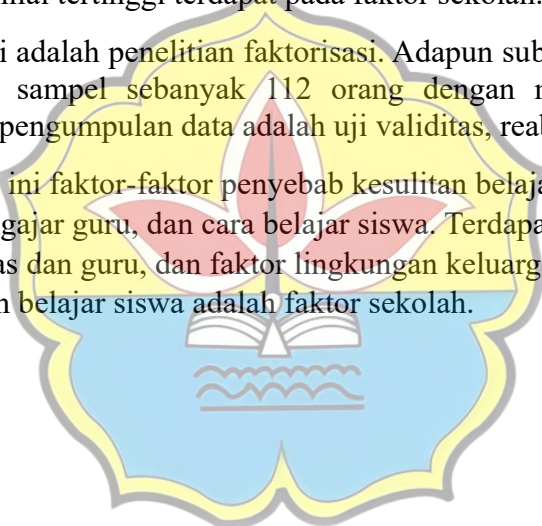 mai tertinggi terdapat pada faktor sekolah.
i adalah penelitian faktorisasi. Adapun sub
sampel sebanyak 112 orang dengan
pengumpulan data adalah uji validitas, reab
ini faktor-faktor penyebab kesulitan belaja
gajar guru, dan cara belajar siswa. Terdapa
as dan guru, dan faktor lingkungan keluarg
n belajar siswa adalah faktor sekolah.